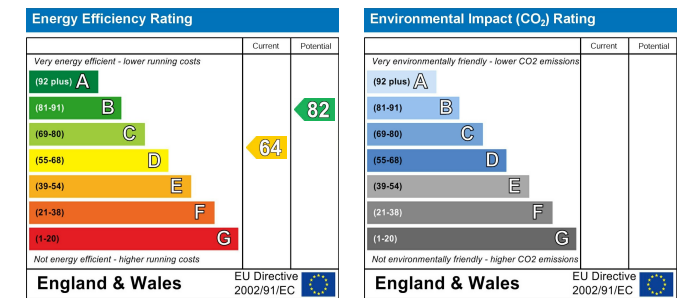 Energy Efficiency Rating
Current Potential
Very energy efficient - lower running costs
(92 plus) A
(81-91) B
82
(69-80) C
64
(55-68) D
(39-54) E
(21-38) F
(1-20) G
Not energy efficient - higher running costs
England & Wales
EU Directive
2002/91/EC
Environmental Impact (CO2) Rating
Current Potential
Very environmentally friendly - lower CO2 emissions
(92 plus) A
(81-91) B
(69-80) C
(55-68) D
(39-54) E
(21-38) F
(1-20) G
Not environmentally friendly - higher CO2 emissions
England & Wales
EU Directive
2002/91/EC